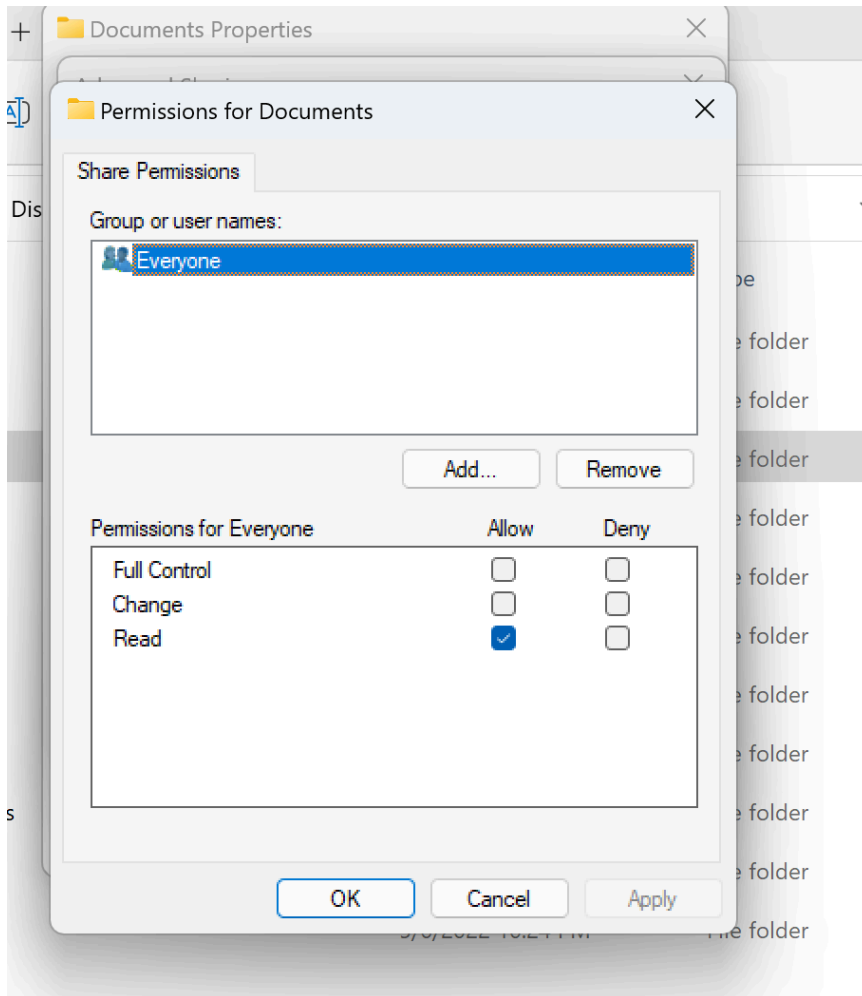 Documents Properties
Permissions for Documents
Share Permissions
Dis
Group or user names:
Everyone
pe
e folder
e folder
Add...
Remove
e folder
Permissions for Everyone
Allow
Deny
e folder
Full Control
e folder
Change
Read
e folder
e folder
e folder
s
e folder
e folder
OK
Cancel
Apply
File folder